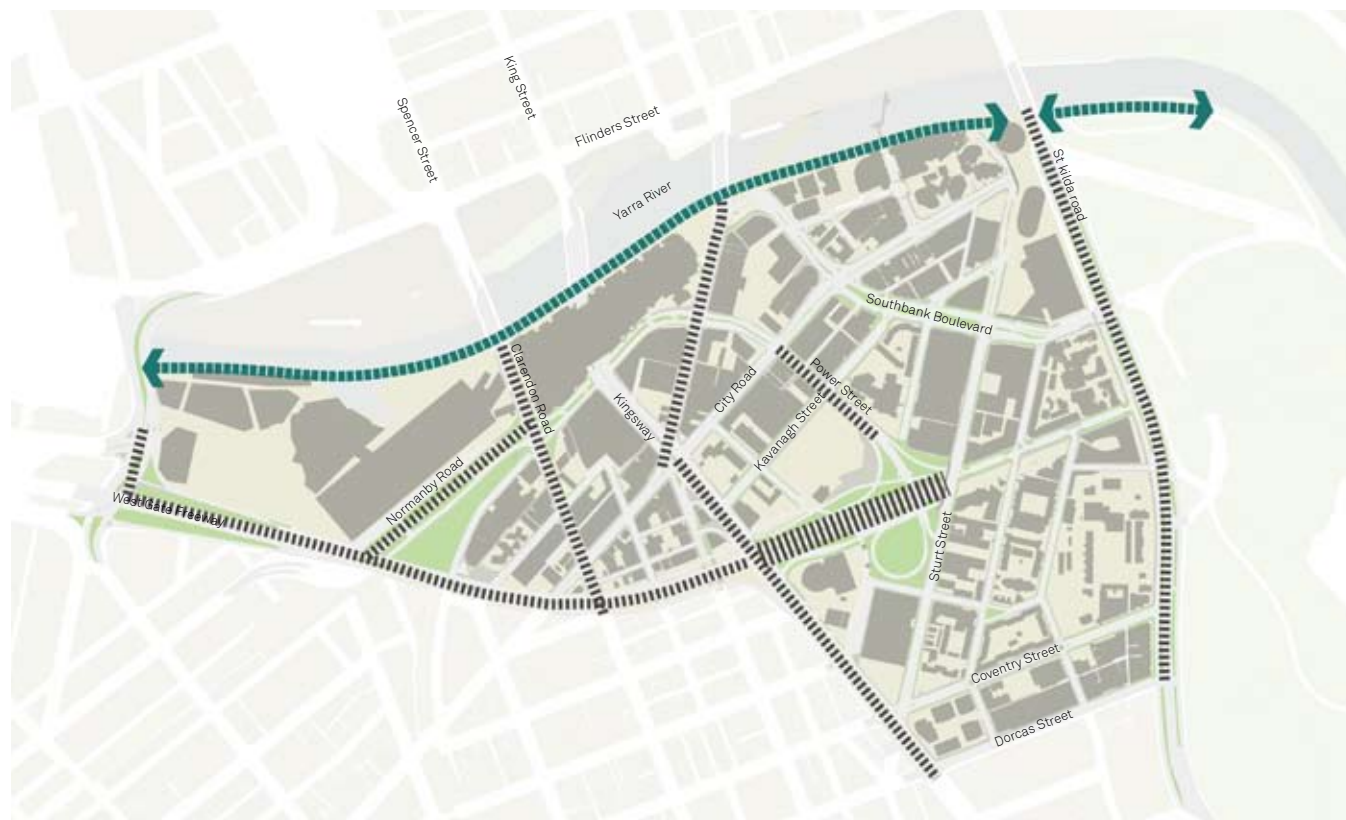 King Street
Spencer Street
Flinders Street
St kilda road
Yarra River
Southbank Boulevard
Clarendon Road
Power Street
City Road
Kingsway
Kavanagh Street
Normanby Road
West Gate Freeway
Sturt Street
Coventry Street
Dorcas Street